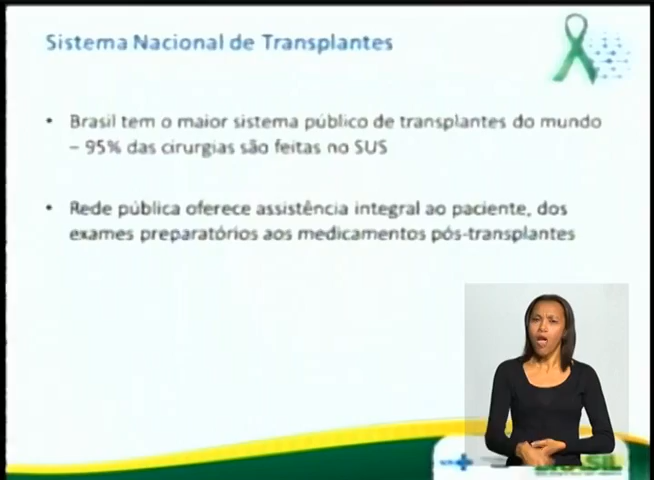 Sistema Nacional de Transplantes
• Brasil tem o maior sistema público de transplantes do mundo
– 95% das cirurgias são feitas no SUS
• Rede pública oferece assistência integral ao paciente, dos
exames preparatórios aos medicamentos pós-transplantes